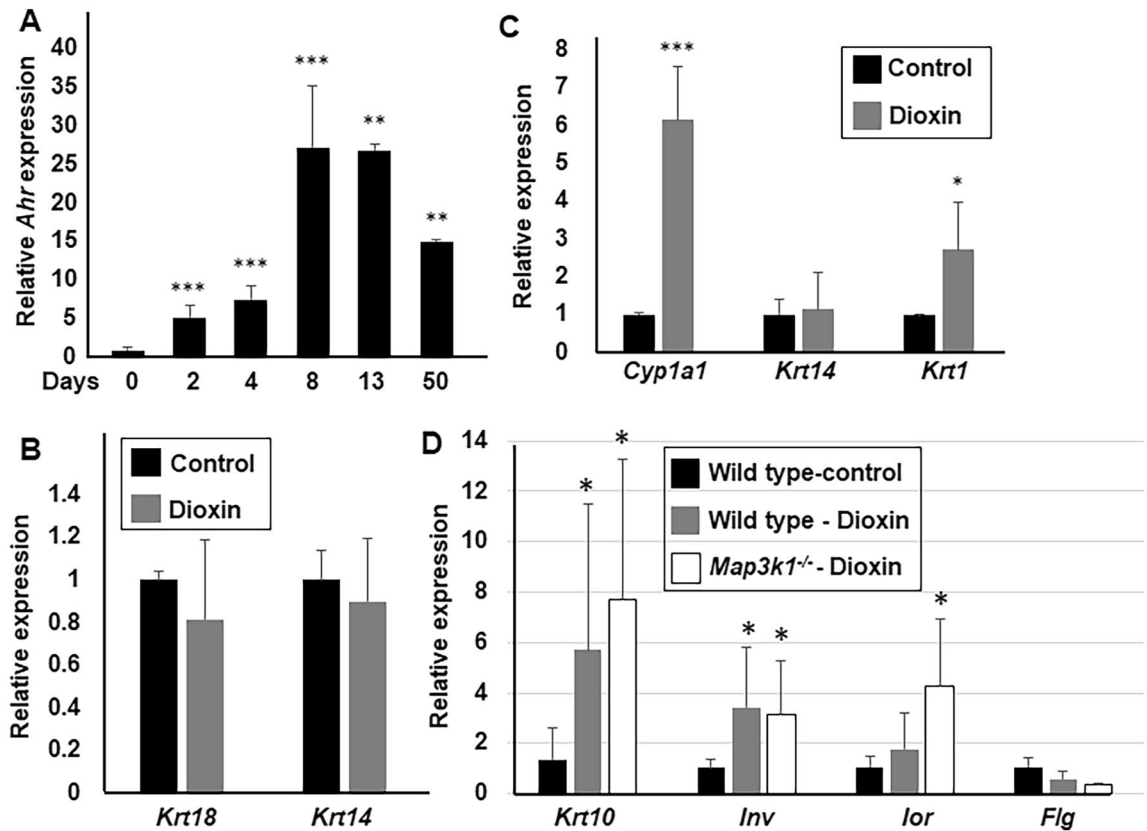 A
Relative Ahr expression
40
35
30
25
20
15
10
5
0
***
***
***
**
**
Days 0 2 4 8 13 50
C
Relative expression
8
7
6
5
4
3
2
1
0
***
*
Control
Dioxin
Cyp1a1 Krt14 Krt1
B
Relative expression
1.4
1.2
1
0.8
0.6
0.4
0.2
0
Control
Dioxin
Krt18 Krt14
D
Relative expression
14
12
10
8
6
4
2
0
*
*
*
*
*
Wild type-control
Wild type - Dioxin
Map3k1-/- - Dioxin
Krt10 Inv lor Flg